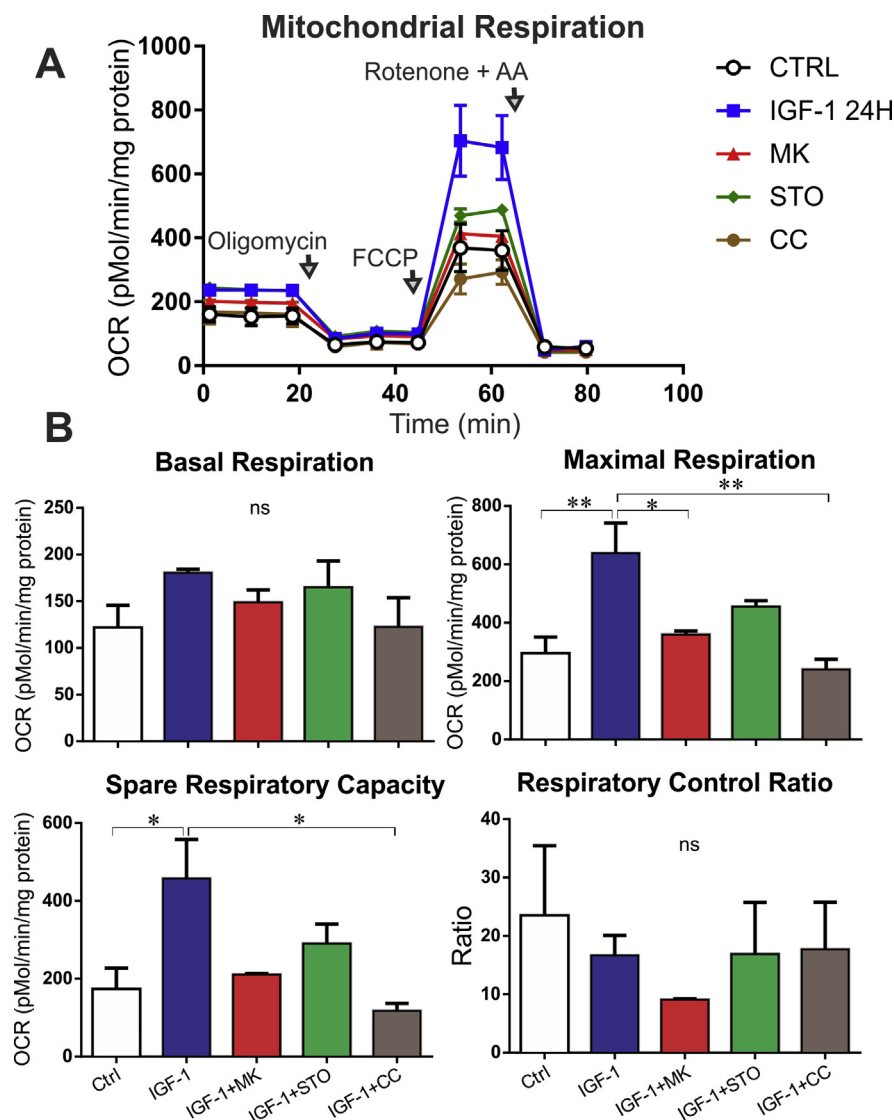 Mitochondrial Respiration
A
OCR (pMol/min/mg protein)
1000
800
600
400
200
0
Rotenone + AA
Oligomycin
FCCP
0 20 40 60 80 100
Time (min)
CTRL
IGF-1 24H
MK
STO
CC
B
Basal Respiration
OCR (pMol/min/mg protein)
250
200
150
100
50
0
ns
Maximal Respiration
OCR (pMol/min/mg protein)
800
600
400
200
0
** * **
Spare Respiratory Capacity
OCR (pMol/min/mg protein)
600
400
200
0
* *
Ctrl IGF-1 IGF-1+MK IGF-1+STO IGF-1+CC
Respiratory Control Ratio
Ratio
40
30
20
10
0
ns
Ctrl IGF-1 IGF-1+MK IGF-1+STO IGF-1+CC